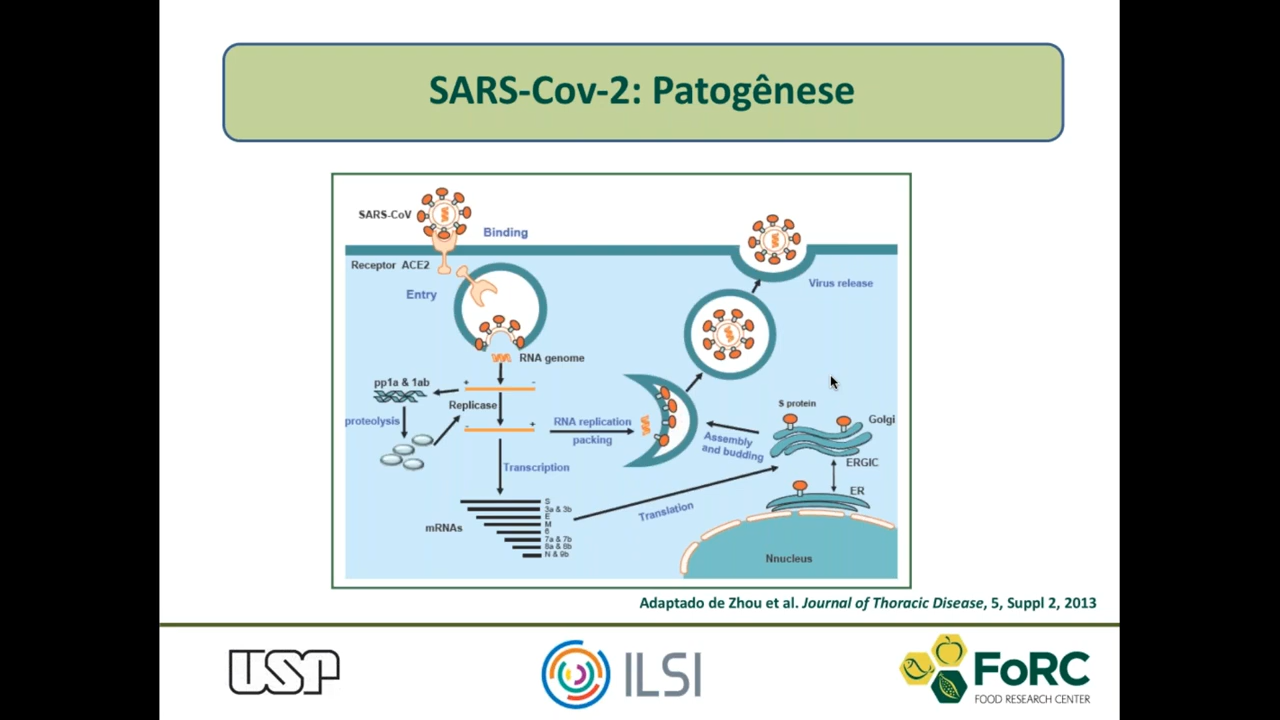 SARS-Cov-2: Patogênese
SARS-CoV
Binding
Receptor ACE2
Entry
Virus release
RNA genome
pp1a & 1ab
+ -
Replicase
proteolysis
- +
RNA replication
packing
S protein
Golgi
Assembly
and budding
ERGIC
Transcription
ER
Translation
mRNAs
S
3a & 3b
E
M
6
7a & 7b
8a & 8b
N & 9b
Nnucleus
Adaptado de Zhou et al. Journal of Thoracic Disease, 5, Suppl 2, 2013
USP
ILSI
FoRC
FOOD RESEARCH CENTER